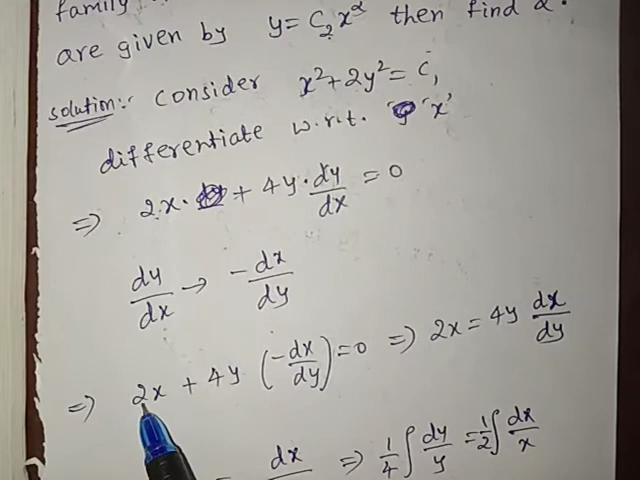 family
are given by y = C₂x^α then find α.
solution:- Consider x² + 2y² = C₁
differentiate w.r.t. 'x'
⇒ 2x· + 4y·dy/dx = 0
dy/dx → -dx/dy
⇒ 2x + 4y (-dx/dy) = 0 ⇒ 2x = 4y dx/dy
dx ⇒ 1/4 ∫ dy/y = 1/2 ∫ dx/x